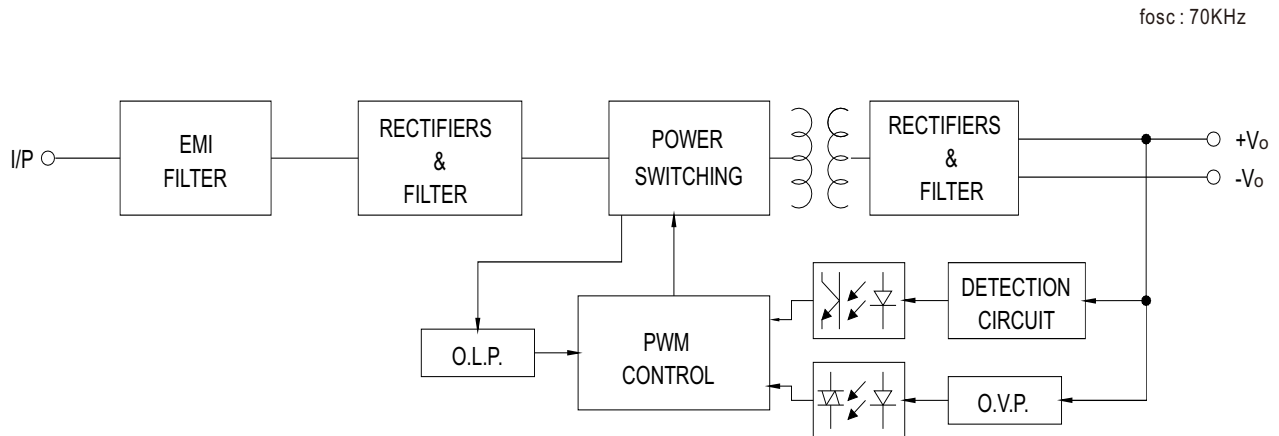 fosc : 70KHz
I/P
EMI
FILTER
RECTIFIERS
&
FILTER
POWER
SWITCHING
RECTIFIERS
&
FILTER
+Vo
-Vo
O.L.P.
PWM
CONTROL
DETECTION
CIRCUIT
O.V.P.